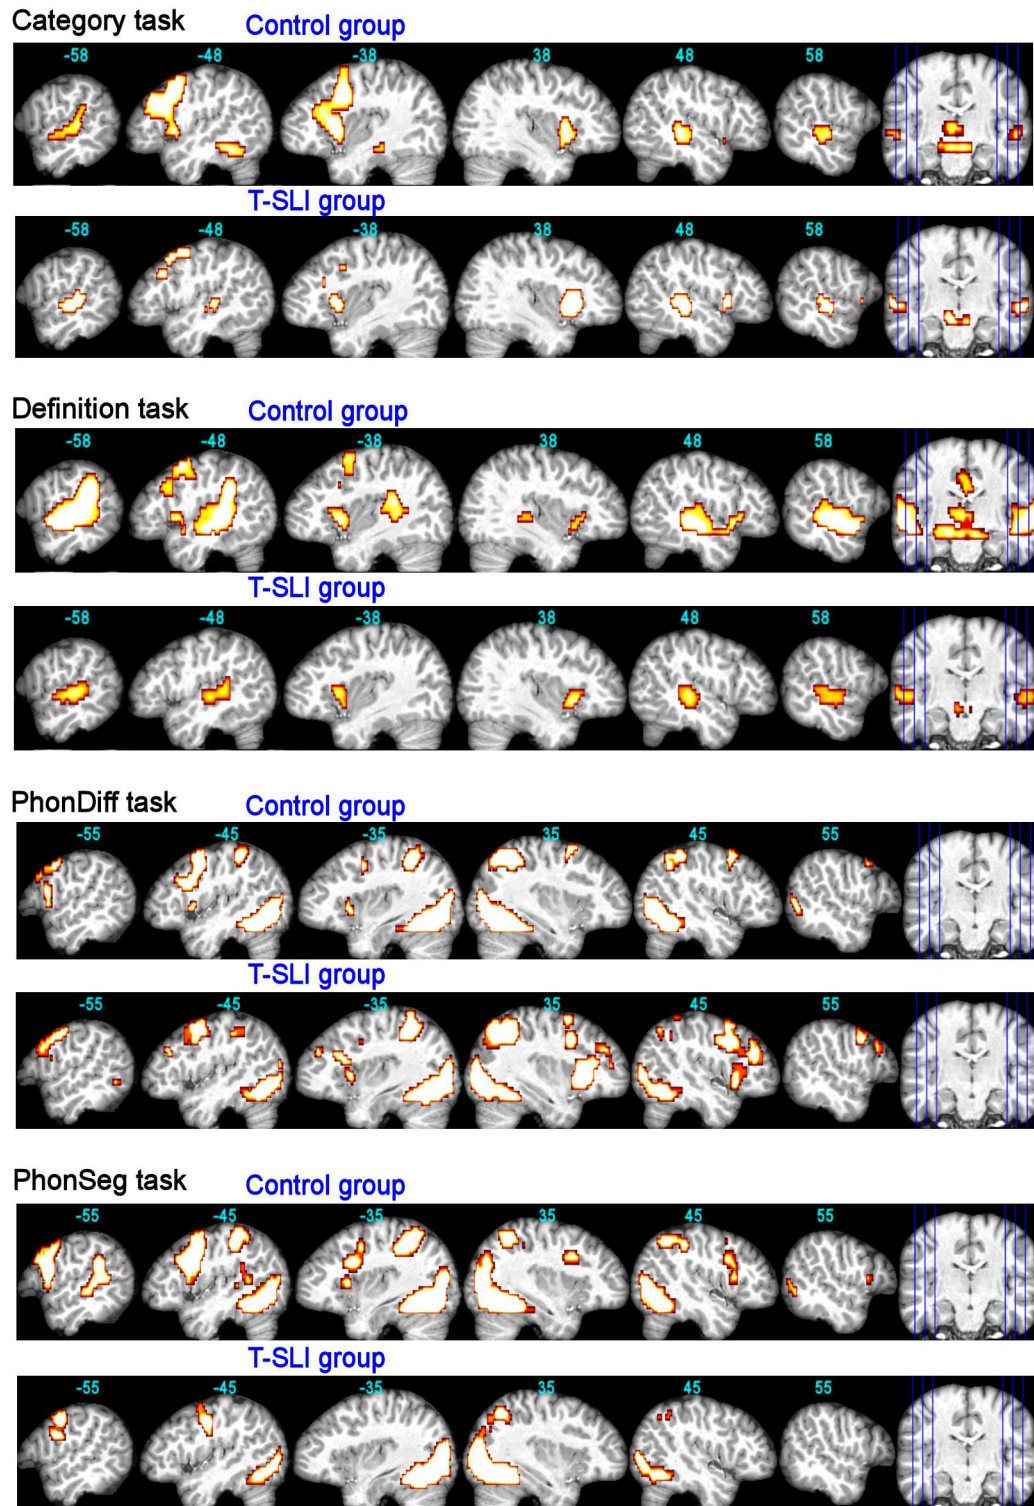 Category task Control group
-58 -48 -38 38 48 58
T-SLI group
-58 -48 -38 38 48 58
Definition task Control group
-58 -48 -38 38 48 58
T-SLI group
-58 -48 -38 38 48 58
PhonDiff task Control group
-55 -45 -35 35 45 55
T-SLI group
-55 -45 -35 35 45 55
PhonSeg task Control group
-55 -45 -35 35 45 55
T-SLI group
-55 -45 -35 35 45 55